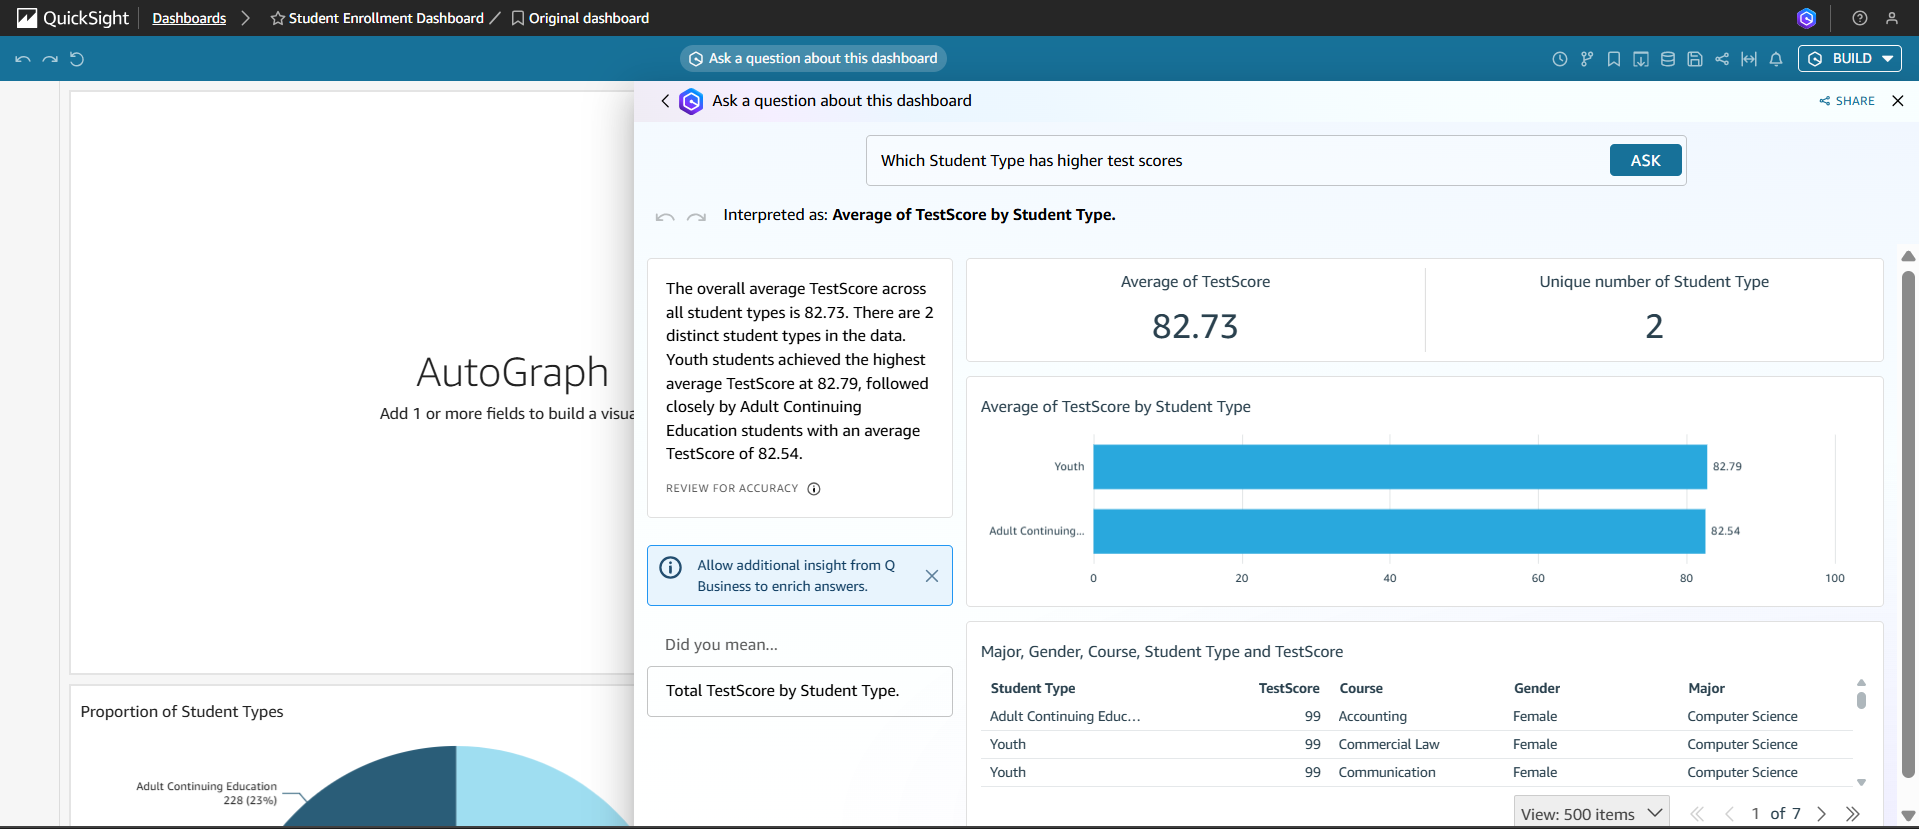 QuickSight
Dashboards
Student Enrollment Dashboard
Original dashboard
Ask a question about this dashboard
BUILD
AutoGraph
Add 1 or more fields to build a visua
Proportion of Student Types
Adult Continuing Education
228 (23%)
Ask a question about this dashboard
SHARE
Which Student Type has higher test scores
ASK
Interpreted as: Average of TestScore by Student Type.
The overall average TestScore across
all student types is 82.73. There are 2
distinct student types in the data.
Youth students achieved the highest
average TestScore at 82.79, followed
closely by Adult Continuing
Education students with an average
TestScore of 82.54.
REVIEW FOR ACCURACY
Allow additional insight from Q
Business to enrich answers.
Did you mean...
Total TestScore by Student Type.
Average of TestScore
82.73
Unique number of Student Type
2
Average of TestScore by Student Type
Youth 82.79
Adult Continuing... 82.54
0 20 40 60 80 100
Major, Gender, Course, Student Type and TestScore
Student Type TestScore Course Gender Major
Adult Continuing Educ... 99 Accounting Female Computer Science
Youth 99 Commercial Law Female Computer Science
Youth 99 Communication Female Computer Science
View: 500 items 1 of 7